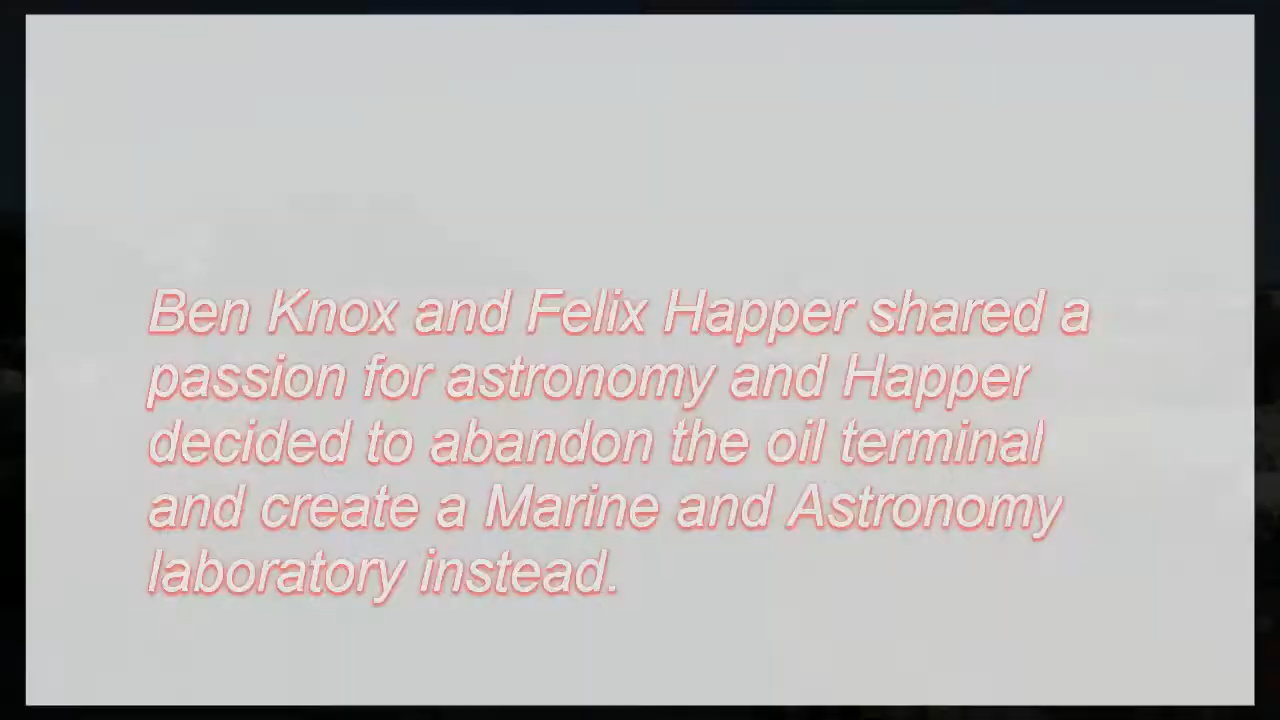 Ben Knox and Felix Happer shared a
passion for astronomy and Happer
decided to abandon the oil terminal
and create a Marine and Astronomy
laboratory instead.